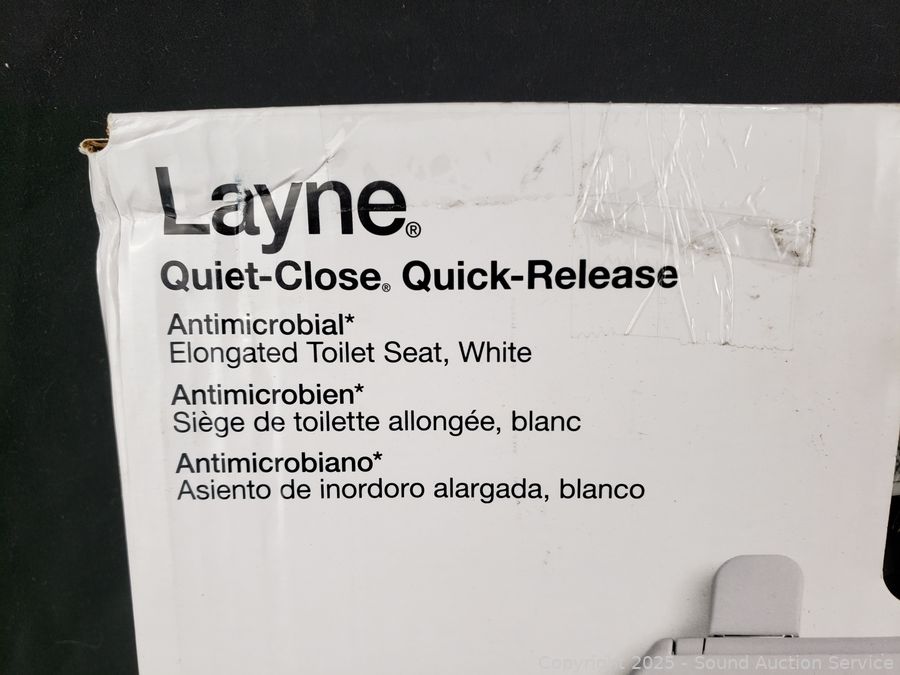 Layne®
Quiet-Close® Quick-Release
Antimicrobial*
Elongated Toilet Seat, White
Antimicrobien*
Siège de toilette allongée, blanc
Antimicrobiano*
Asiento de inordoro alargada, blanco
Copyright 2025 - Sound Auction Service